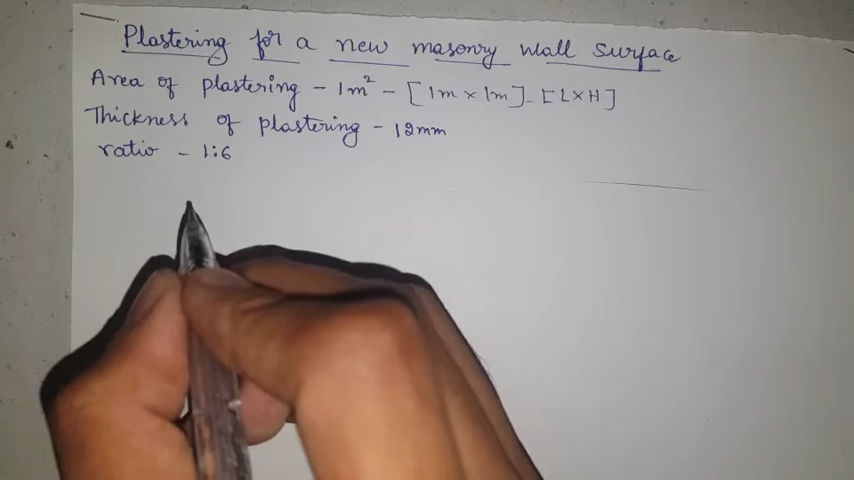 Plastering for a new masonry wall surface
Area of plastering - 1m² - [1m × 1m] - [L×H]
Thickness of plastering - 12mm
ratio - 1:6